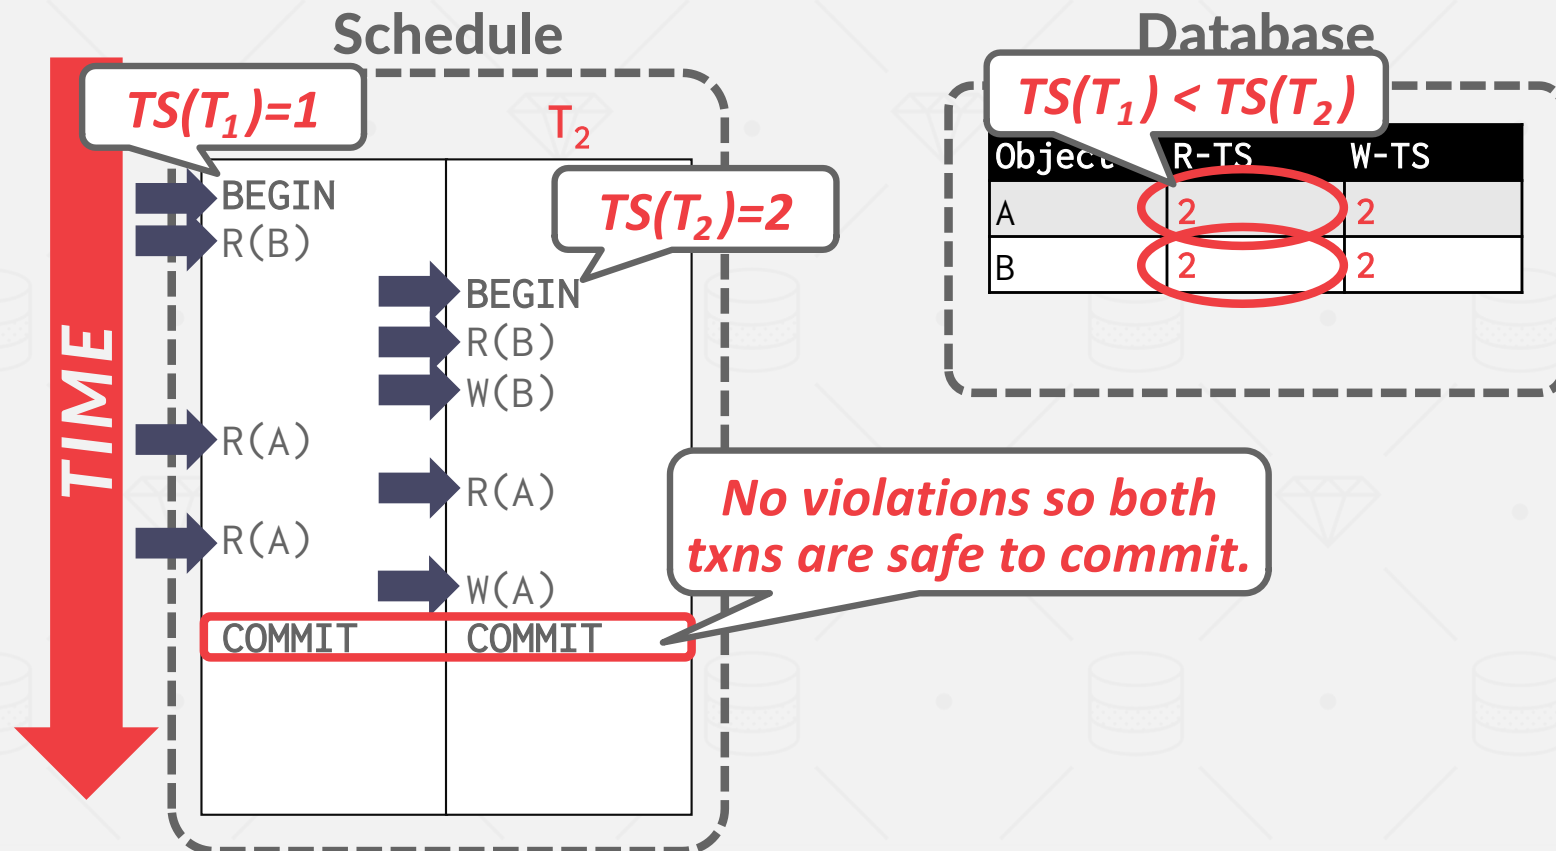 Schedule
Database
TS(T1)=1
TS(T1) < TS(T2)
T2
Object R-TS W-TS
A 2 2
B 2 2
BEGIN
TS(T2)=2
R(B)
BEGIN
R(B)
W(B)
TIME
R(A)
R(A)
No violations so both
txns are safe to commit.
R(A)
W(A)
COMMIT COMMIT